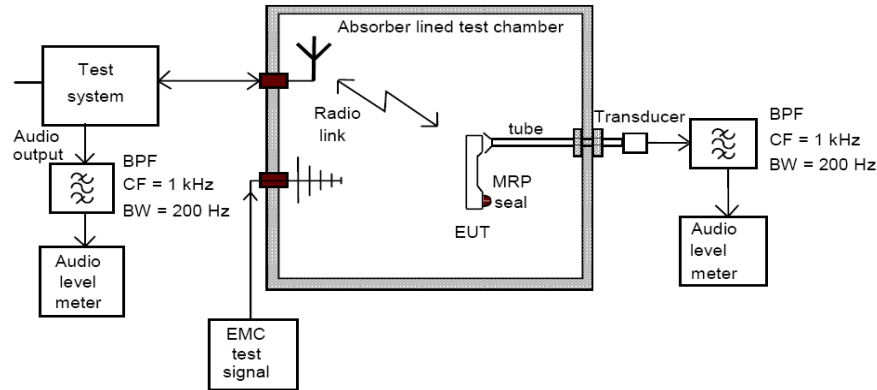 Absorber lined test chamber
Test
system
Radio
link
Audio
output
BPF
CF = 1 kHz
BW = 200 Hz
Audio
level
meter
EMC
test
signal
tube
MRP
seal
EUT
Transducer
BPF
CF = 1 kHz
BW = 200 Hz
Audio
level meter